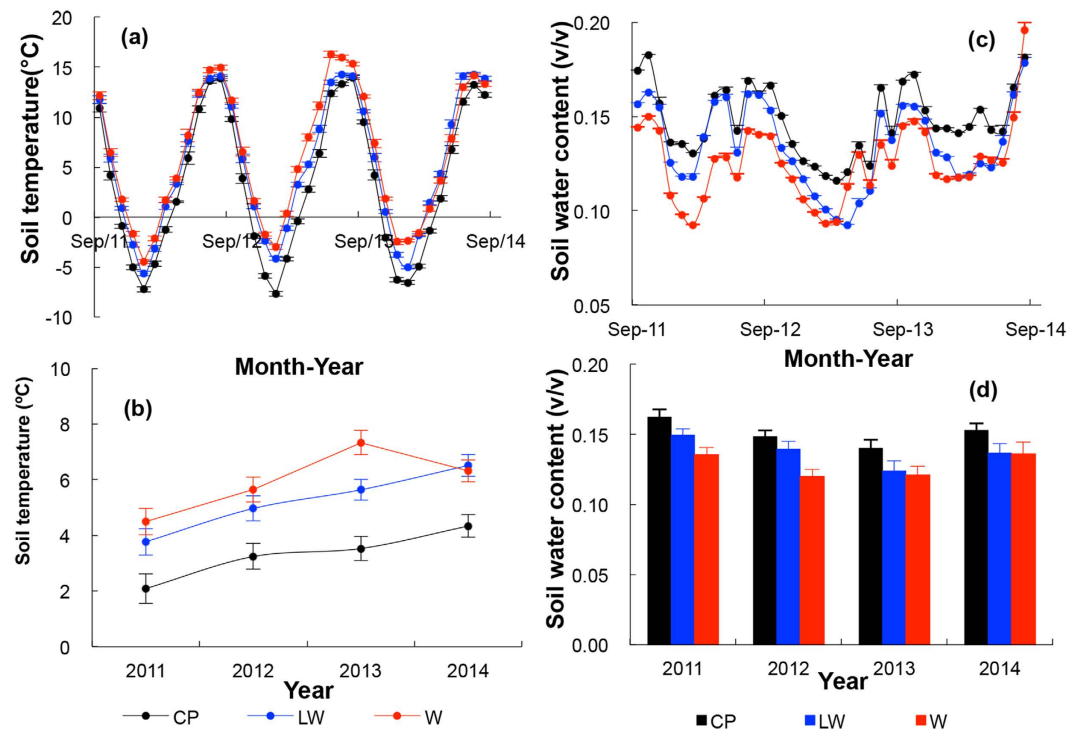 (a)
Soil temperature(°C)
20
15
10
5
0
-5
-10
Sep/11
Sep/12
Sep/13
Sep/14
Month-Year
(c)
Soil water content (v/v)
0.20
0.15
0.10
0.05
Sep-11
Sep-12
Sep-13
Sep-14
Month-Year
(b)
Soil temperature (ºC)
10
8
6
4
2
0
2011
2012
2013
2014
Year
CP
LW
W
(d)
Soil water content (v/v)
0.20
0.15
0.10
0.05
0.00
2011
2012
2013
2014
Year
CP
LW
W